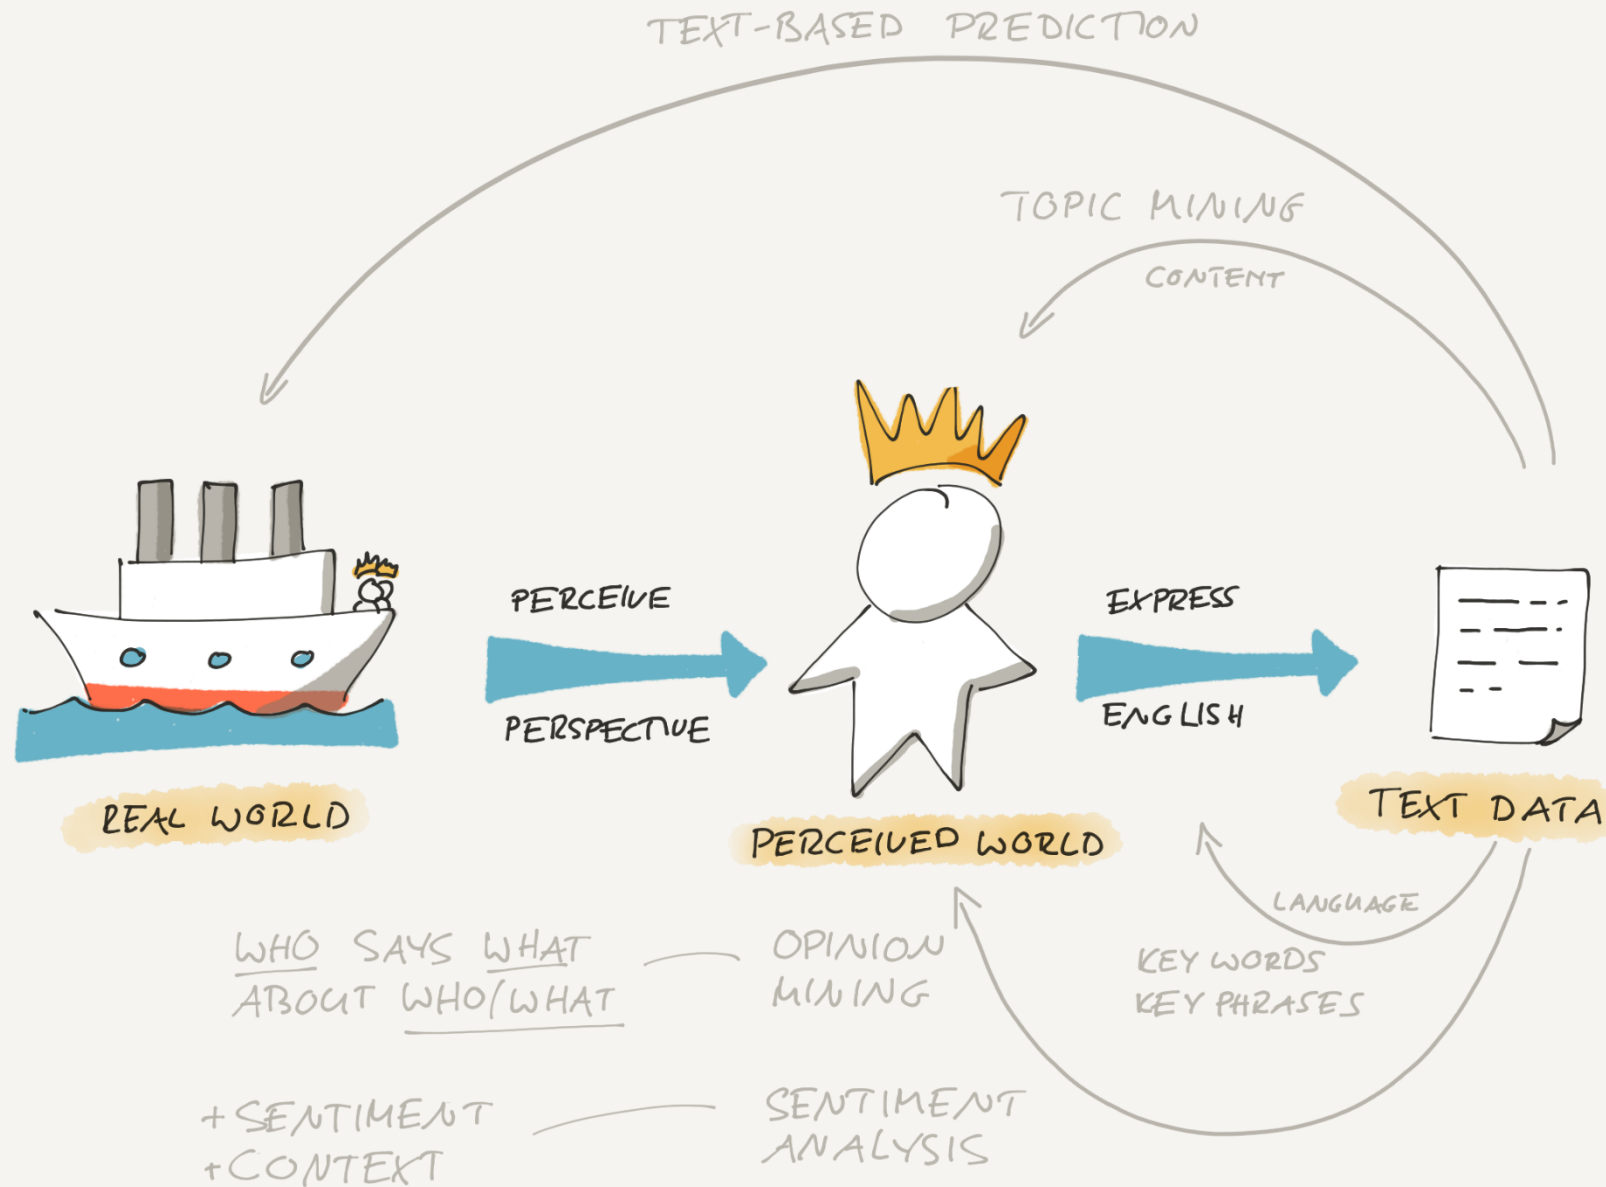 TEXT-BASED PREDICTION
TOPIC MINING
CONTENT
PERCEIVE
PERSPECTIVE
EXPRESS
ENGLISH
REAL WORLD
PERCEIVED WORLD
TEXT DATA
LANGUAGE
KEY WORDS
KEY PHRASES
WHO SAYS WHAT
ABOUT WHO/WHAT
OPINION
MINING
+SENTIMENT
+CONTEXT
SENTIMENT
ANALYSIS